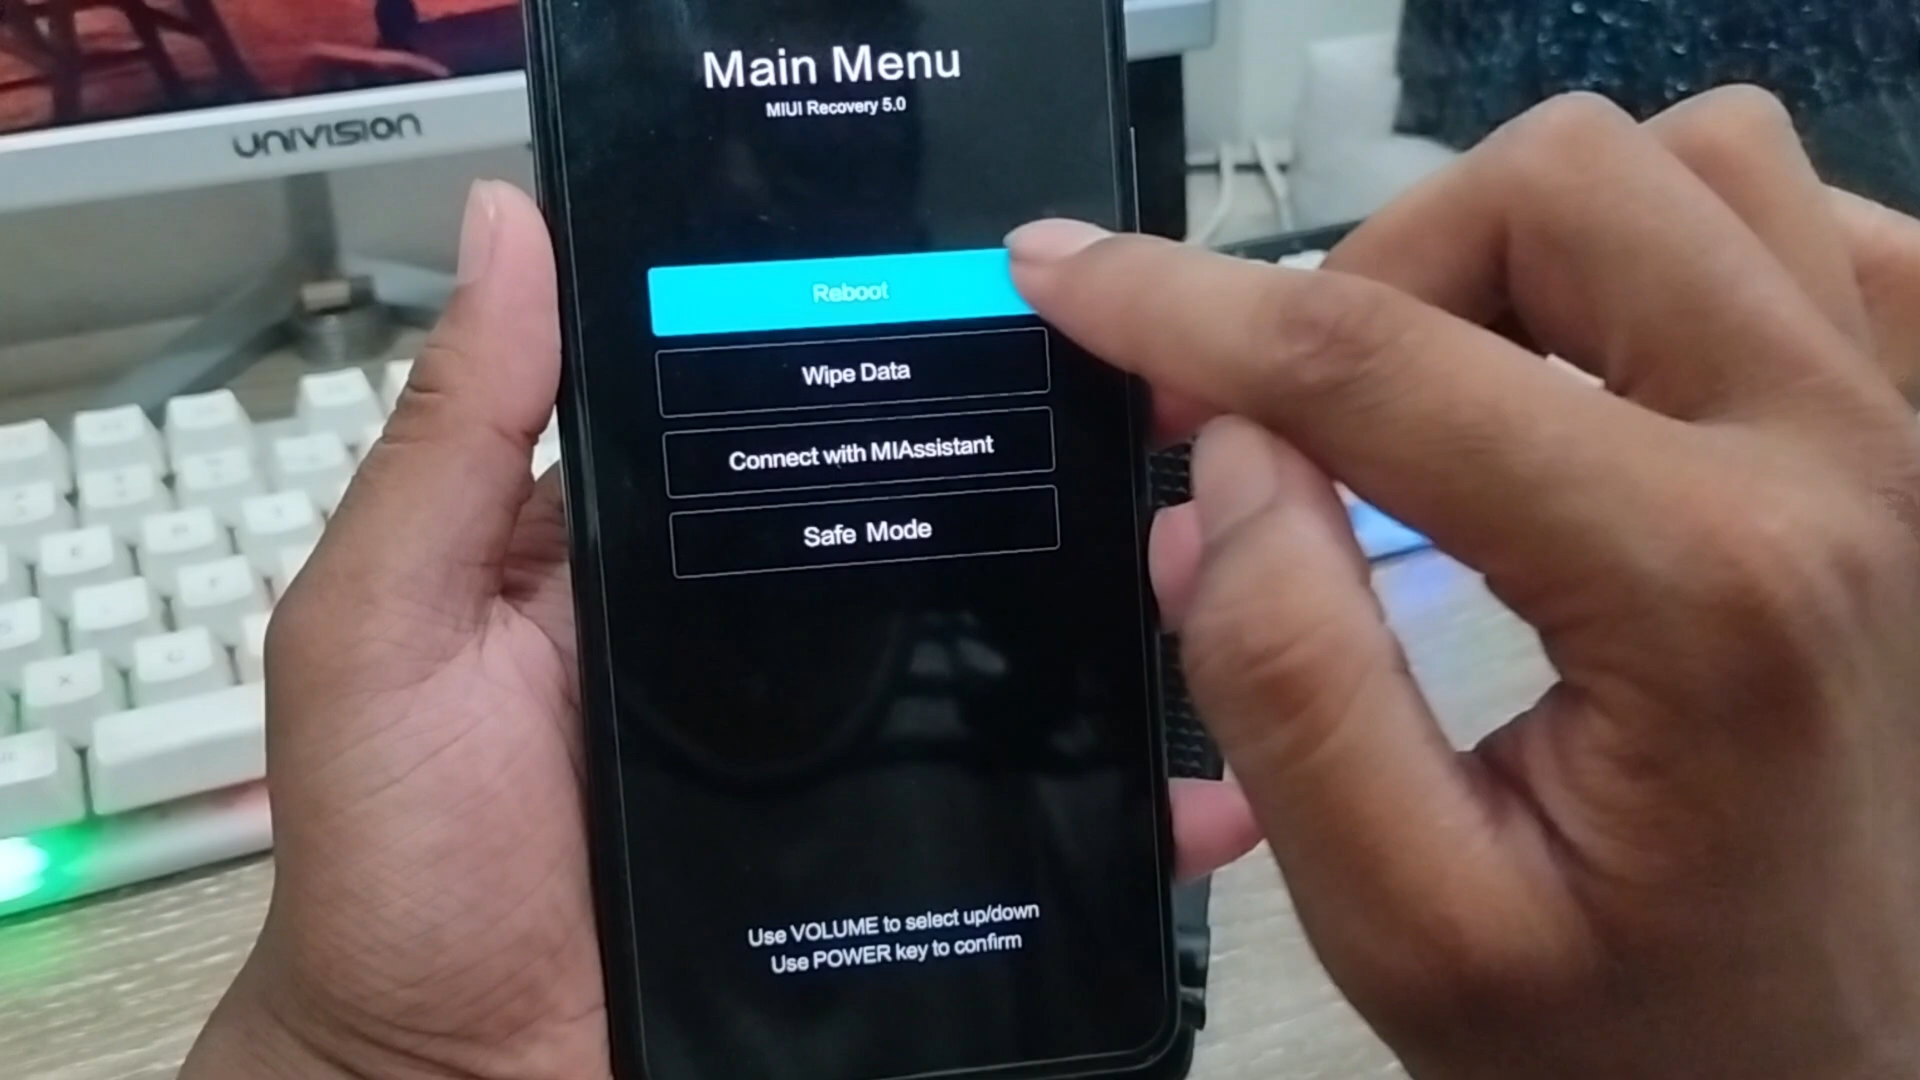 UNIVISION
Main Menu
MIUI Recovery 5.0
Reboot
Wipe Data
Connect with MIAssistant
Safe Mode
Use VOLUME to select up/down
Use POWER key to confirm
X
C